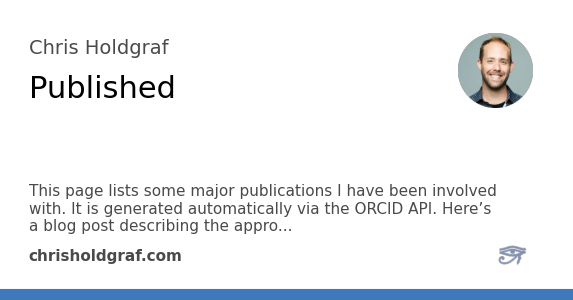 Chris Holdgraf
Published
This page lists some major publications I have been involved
with. It is generated automatically via the ORCID API. Here’s
a blog post describing the appro...
chrisholdgraf.com